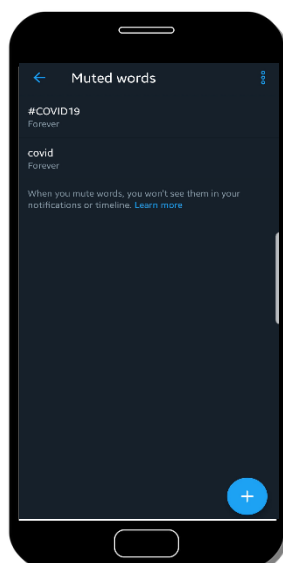 Muted words
#COVID19
Forever
covid
Forever
When you mute words, you won't see them in your
notifications or timeline. Learn more